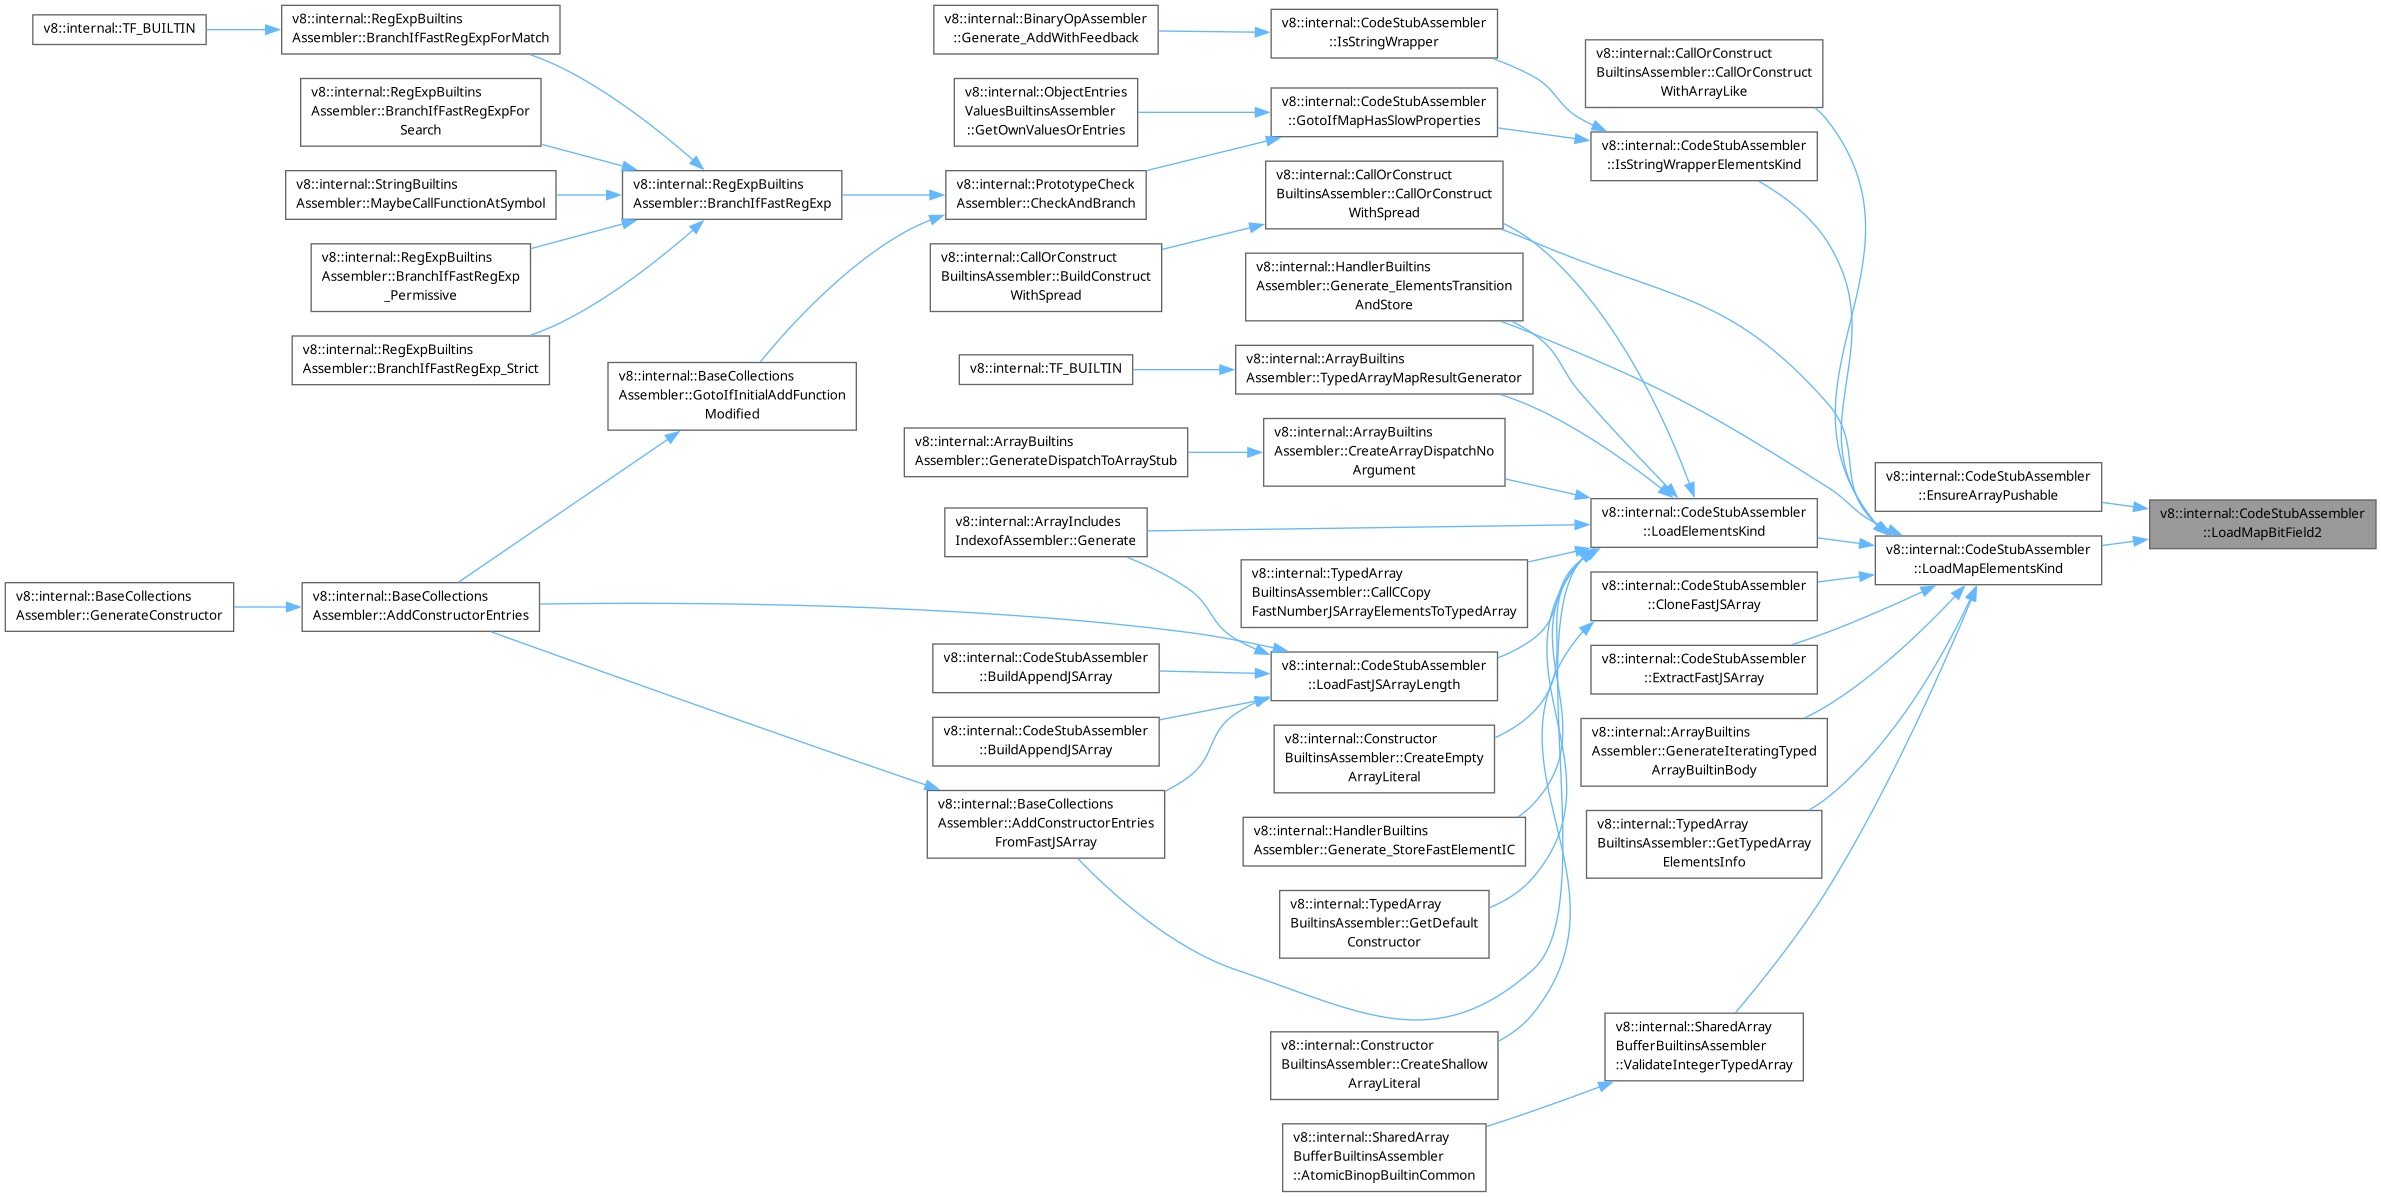 v8::internal::TF_BUILTIN
v8::internal::RegExpBuiltins
Assembler::BranchIfFastRegExpForMatch
v8::internal::RegExpBuiltins
Assembler::BranchIfFastRegExpFor
Search
v8::internal::StringBuiltins
Assembler::MaybeCallFunctionAtSymbol
v8::internal::RegExpBuiltins
Assembler::BranchIfFastRegExp
_Permissive
v8::internal::RegExpBuiltins
Assembler::BranchIfFastRegExp_Strict
v8::internal::RegExpBuiltins
Assembler::BranchIfFastRegExp
v8::internal::BaseCollections
Assembler::GotoIfInitialAddFunction
Modified
v8::internal::BaseCollections
Assembler::GenerateConstructor
v8::internal::BaseCollections
Assembler::AddConstructorEntries
v8::internal::BinaryOpAssembler
::Generate_AddWithFeedback
v8::internal::ObjectEntries
ValuesBuiltinsAssembler
::GetOwnValuesOrEntries
v8::internal::PrototypeCheck
Assembler::CheckAndBranch
v8::internal::CallOrConstruct
BuiltinsAssembler::BuildConstruct
WithSpread
v8::internal::TF_BUILTIN
v8::internal::ArrayBuiltins
Assembler::GenerateDispatchToArrayStub
v8::internal::ArrayIncludes
IndexofAssembler::Generate
v8::internal::CodeStubAssembler
::BuildAppendJSArray
v8::internal::CodeStubAssembler
::BuildAppendJSArray
v8::internal::BaseCollections
Assembler::AddConstructorEntries
FromFastJSArray
v8::internal::CodeStubAssembler
::IsStringWrapper
v8::internal::CodeStubAssembler
::GotoIfMapHasSlowProperties
v8::internal::CallOrConstruct
BuiltinsAssembler::CallOrConstruct
WithSpread
v8::internal::HandlerBuiltins
Assembler::Generate_ElementsTransition
AndStore
v8::internal::ArrayBuiltins
Assembler::TypedArrayMapResultGenerator
v8::internal::ArrayBuiltins
Assembler::CreateArrayDispatchNo
Argument
v8::internal::TypedArray
BuiltinsAssembler::CallCCopy
FastNumberJSArrayElementsToTypedArray
v8::internal::CodeStubAssembler
::LoadFastJSArrayLength
v8::internal::Constructor
BuiltinsAssembler::CreateEmpty
ArrayLiteral
v8::internal::HandlerBuiltins
Assembler::Generate_StoreFastElementIC
v8::internal::TypedArray
BuiltinsAssembler::GetDefault
Constructor
v8::internal::Constructor
BuiltinsAssembler::CreateShallow
ArrayLiteral
v8::internal::SharedArray
BufferBuiltinsAssembler
::AtomicBinopBuiltinCommon
v8::internal::CallOrConstruct
BuiltinsAssembler::CallOrConstruct
WithArrayLike
v8::internal::CodeStubAssembler
::IsStringWrapperElementsKind
v8::internal::CodeStubAssembler
::LoadElementsKind
v8::internal::CodeStubAssembler
::CloneFastJSArray
v8::internal::CodeStubAssembler
::ExtractFastJSArray
v8::internal::ArrayBuiltins
Assembler::GenerateIteratingTyped
ArrayBuiltinBody
v8::internal::TypedArray
BuiltinsAssembler::GetTypedArray
ElementsInfo
v8::internal::SharedArray
BufferBuiltinsAssembler
::ValidateIntegerTypedArray
v8::internal::CodeStubAssembler
::EnsureArrayPushable
v8::internal::CodeStubAssembler
::LoadMapElementsKind
v8::internal::CodeStubAssembler
::LoadMapBitField2